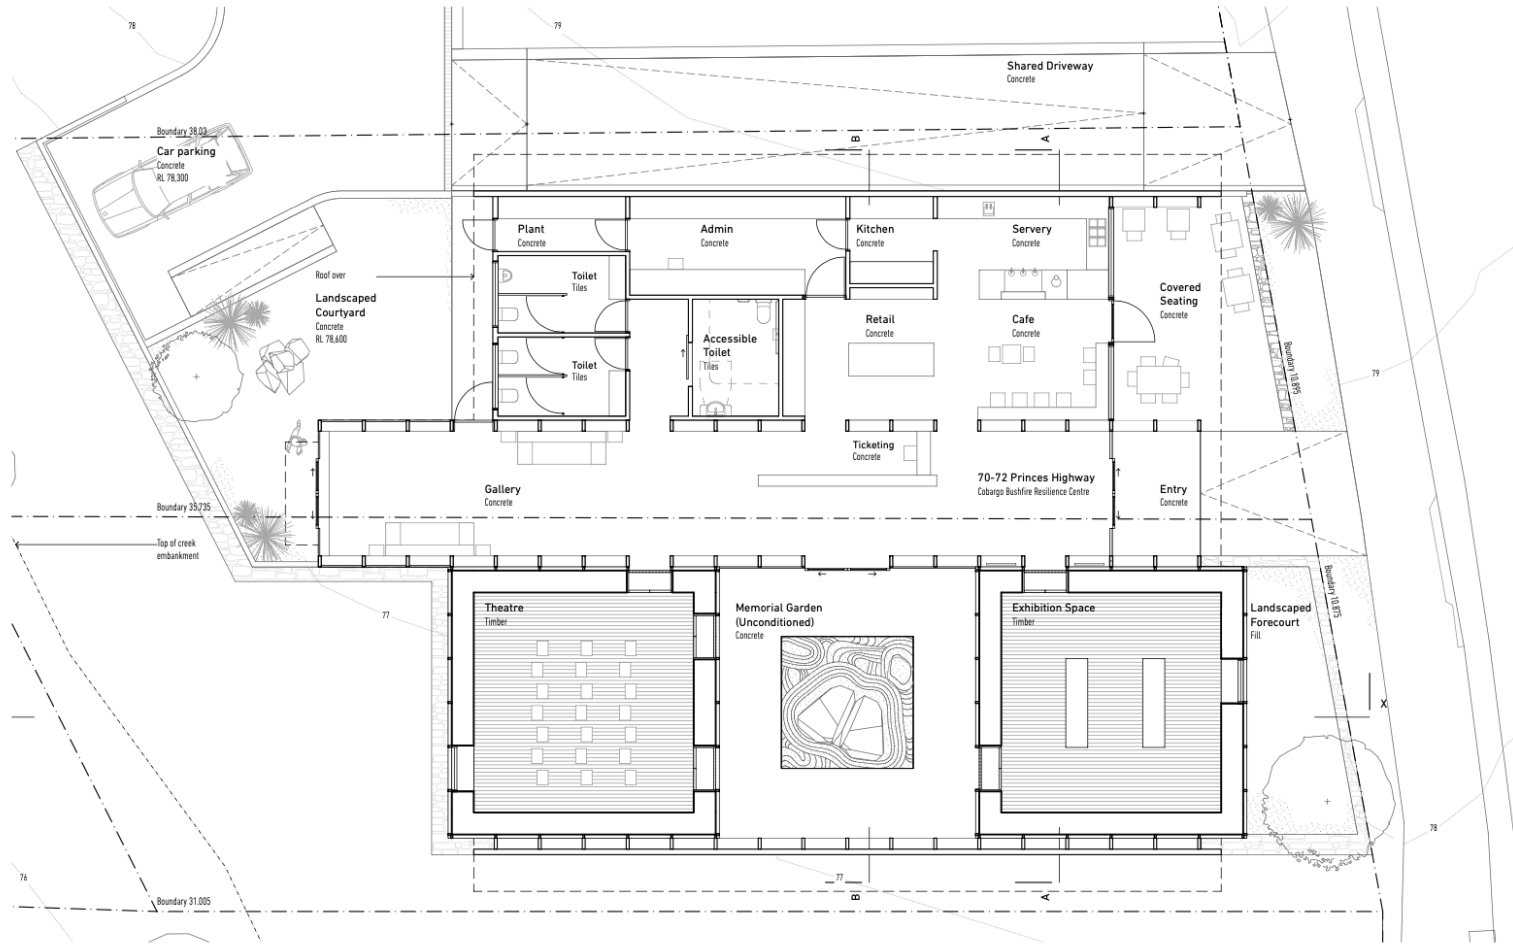 78
79
Shared Driveway
Concrete
Boundary 38.03
Car parking
Concrete
RL 78,300
B
A
Plant
Concrete
Admin
Concrete
Kitchen
Concrete
Servery
Concrete
Roof over
Toilet
Tiles
Landscaped
Courtyard
Concrete
RL 78,600
Covered
Seating
Concrete
Retail
Concrete
Cafe
Concrete
Accessible
Toilet
Tiles
Toilet
Tiles
Boundary 10.895
79
Ticketing
Concrete
70-72 Princes Highway
Cobargo Bushfire Resilience Centre
Gallery
Concrete
Entry
Concrete
Boundary 35.735
Top of creek
embankment
Boundary 10.875
77
Theatre
Timber
Memorial Garden
(Unconditioned)
Concrete
Exhibition Space
Timber
Landscaped
Forecourt
Fill
X
78
76
77
B
A
Boundary 31.005